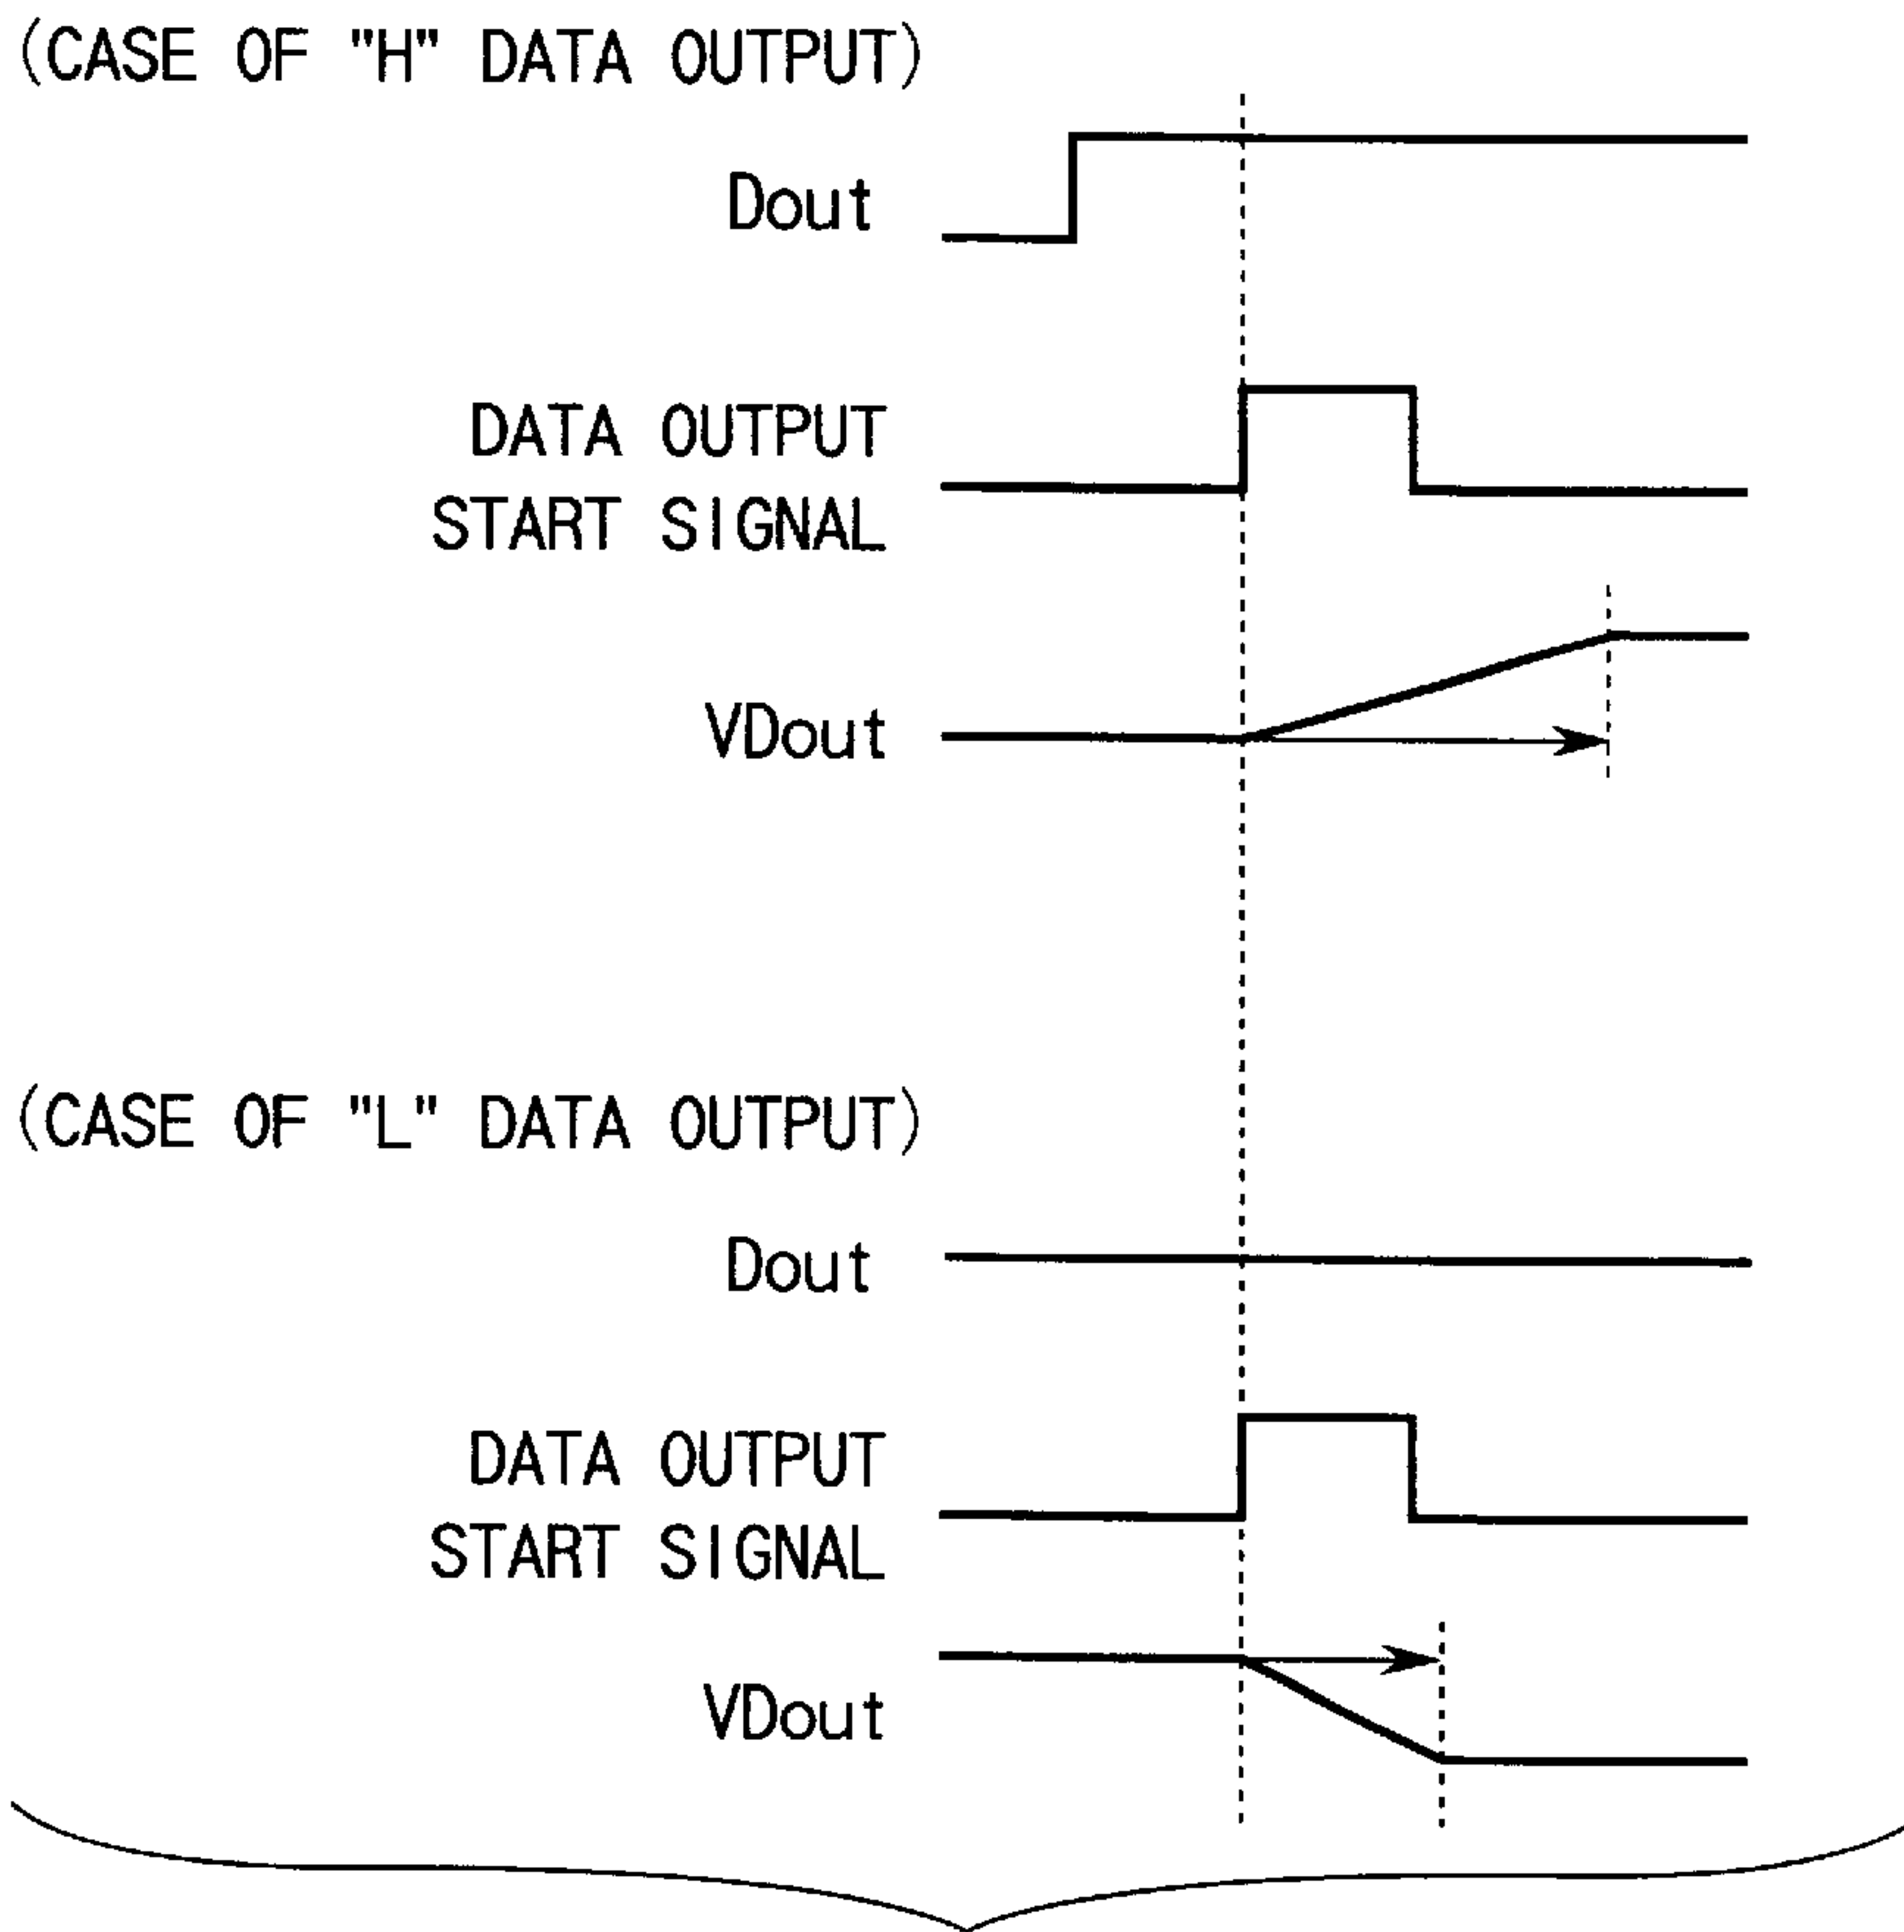 (CASE OF "H" DATA OUTPUT)
Dout
DATA OUTPUT
START SIGNAL
VDout
(CASE OF "L" DATA OUTPUT)
Dout
DATA OUTPUT
START SIGNAL
VDout